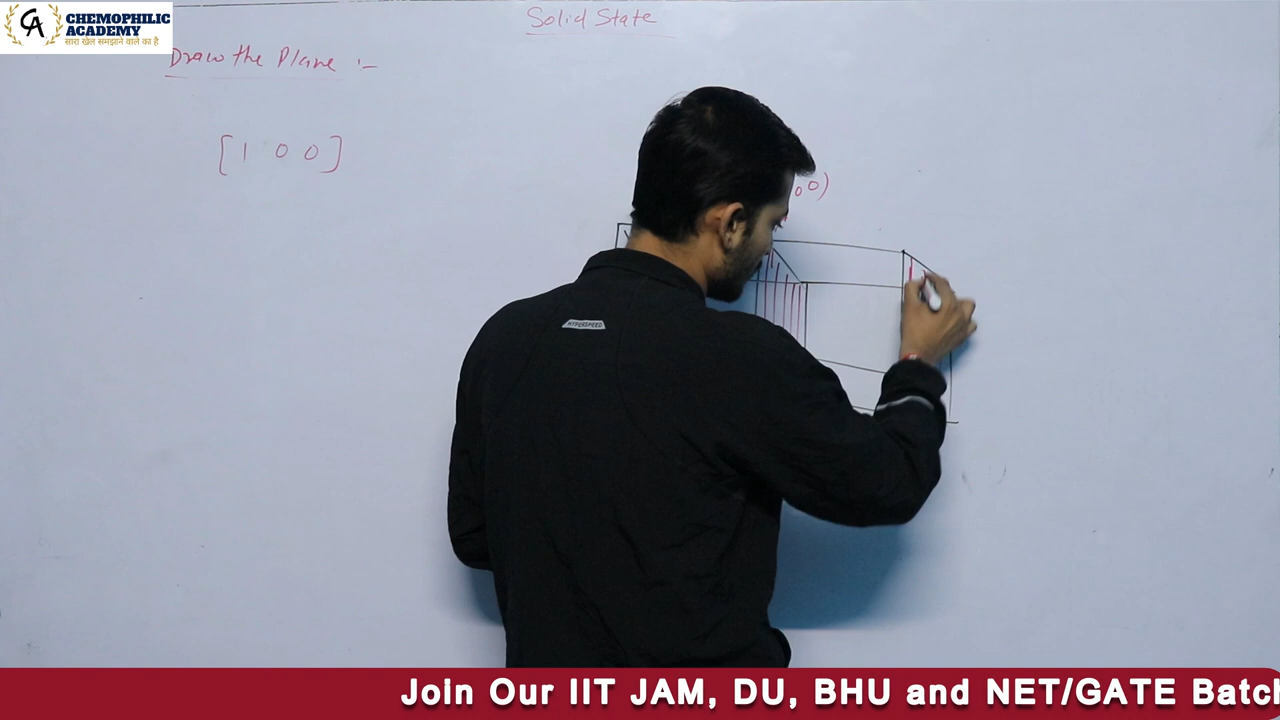 CA CHEMOPHILIC
ACADEMY
सारा खेल समझाने वाले का है
Solid State
Draw the Plane :-
[1 0 0]
00)
HYPERSPEED
Join Our IIT JAM, DU, BHU and NET/GATE Batch